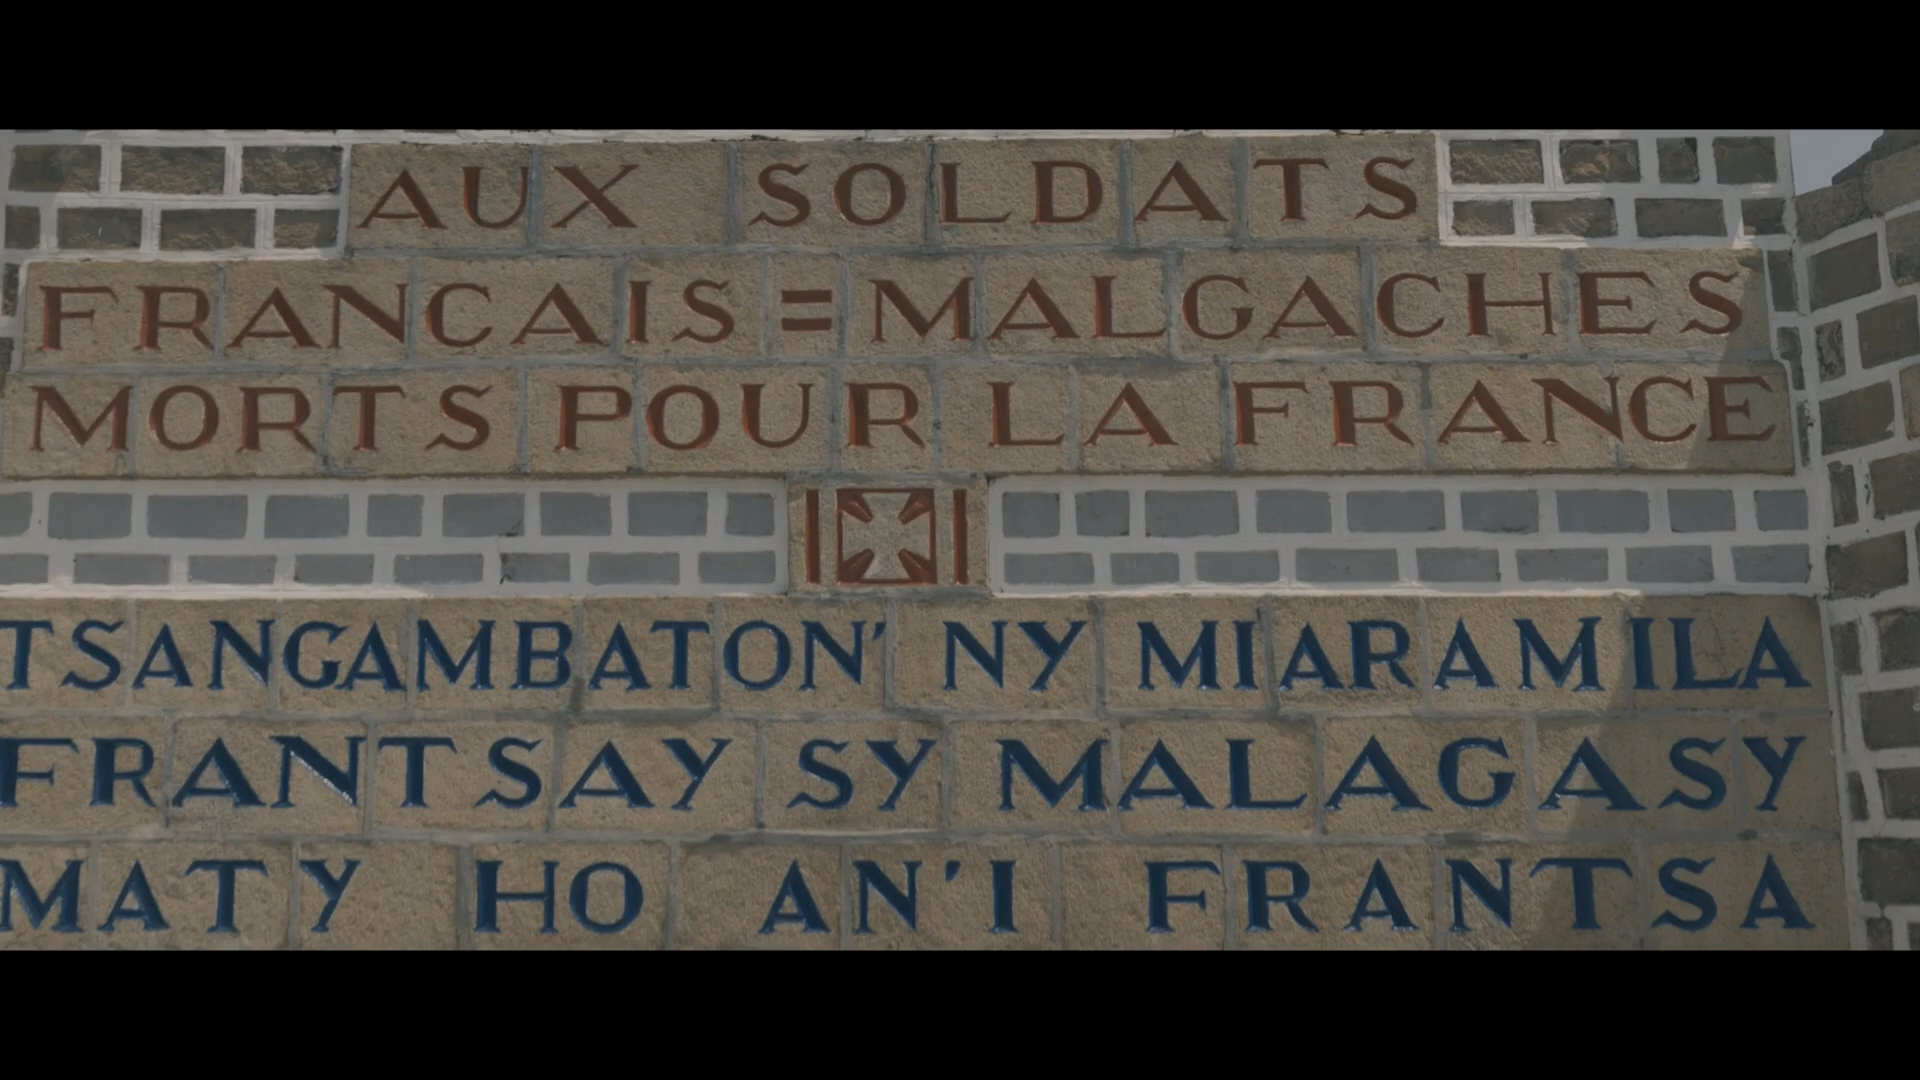 AUX SOLDATS
FRANCAIS=MALGACHES
MORTS POUR LA FRANCE
TSANGAMBATON' NY MIARAMILA
FRANTSAY SY MALAGASY
MATY HO AN'I FRANTSA